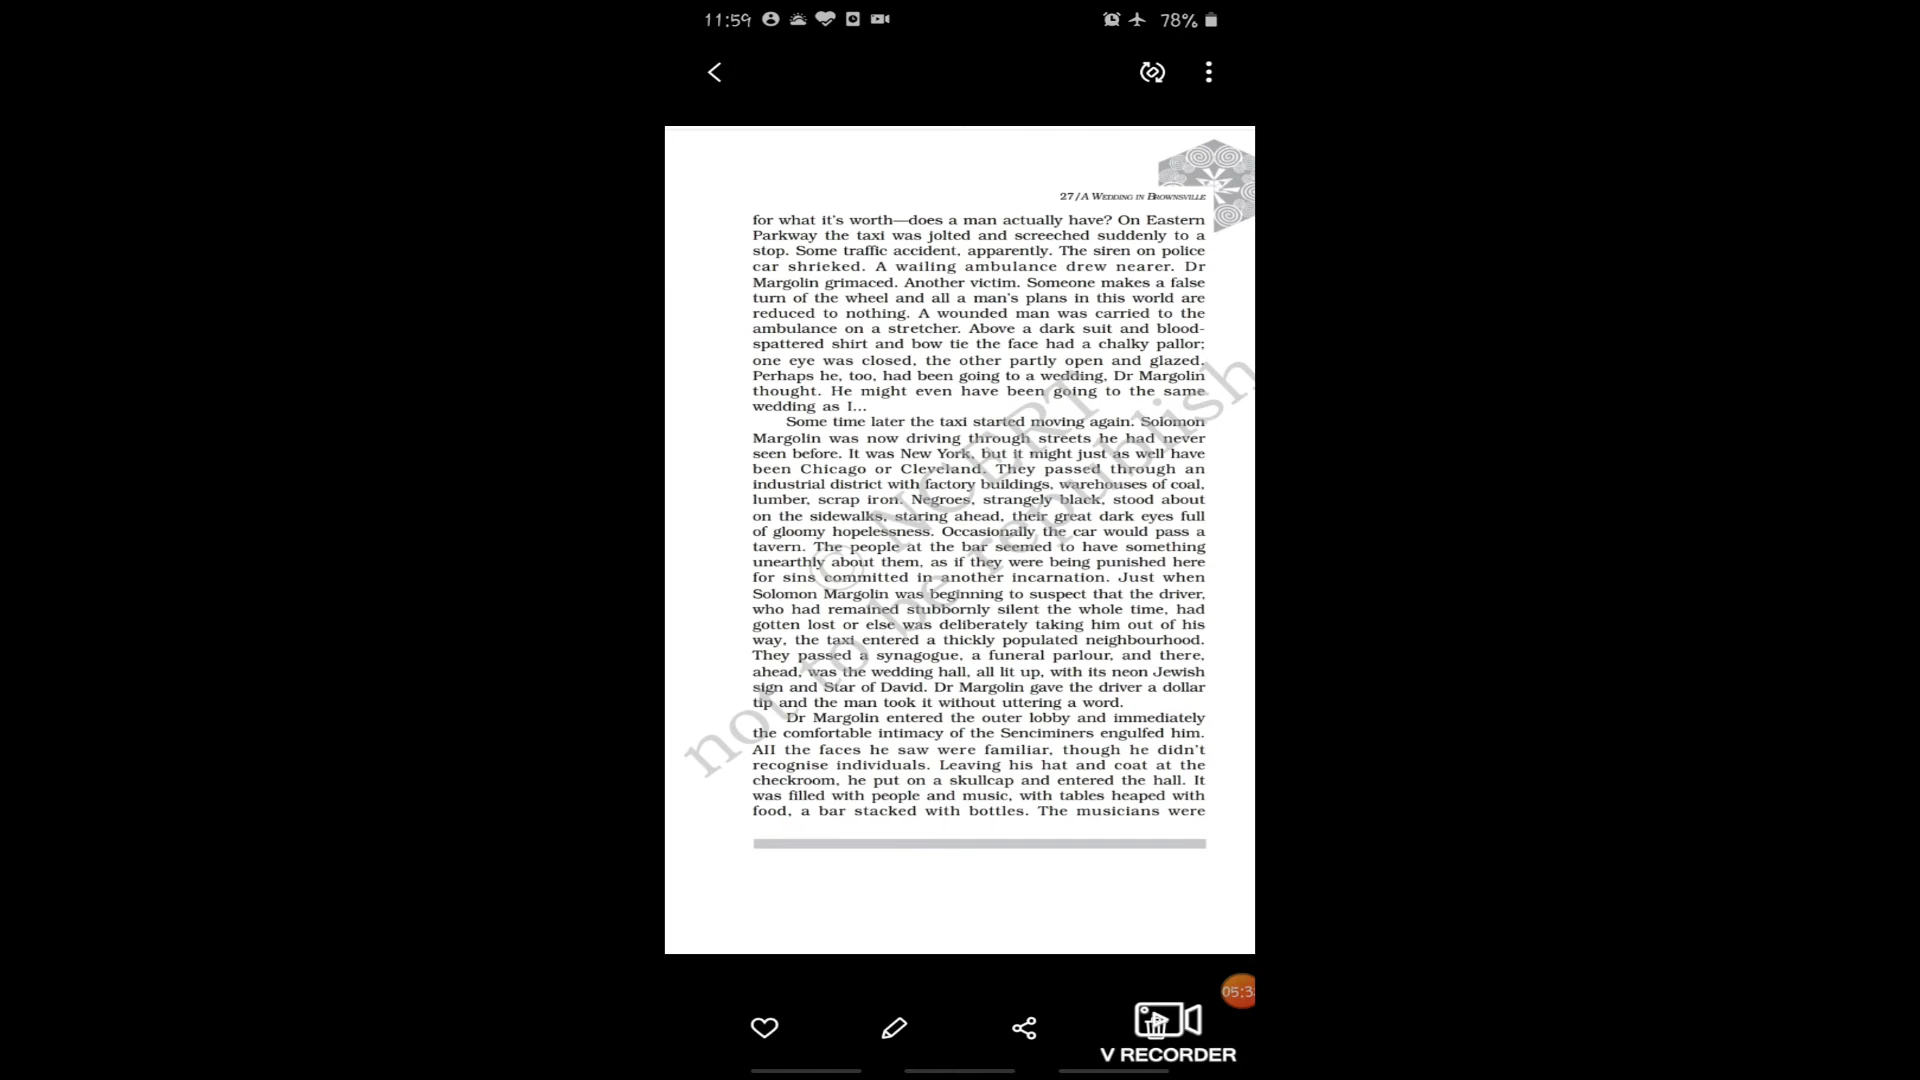 11:59
78%
27/A WEDDING IN BROWNSVILLE
for what it's worth—does a man actually have? On Eastern
Parkway the taxi was jolted and screeched suddenly to a
stop. Some traffic accident, apparently. The siren on police
car shrieked. A wailing ambulance drew nearer. Dr
Margolin grimaced. Another victim. Someone makes a false
turn of the wheel and all a man's plans in this world are
reduced to nothing. A wounded man was carried to the
ambulance on a stretcher. Above a dark suit and blood-
spattered shirt and bow tie the face had a chalky pallor;
one eye was closed, the other partly open and glazed.
Perhaps he, too, had been going to a wedding, Dr Margolin
thought. He might even have been going to the same
wedding as I...
Some time later the taxi started moving again. Solomon
Margolin was now driving through streets he had never
seen before. It was New York, but it might just as well have
been Chicago or Cleveland. They passed through an
industrial district with factory buildings, warehouses of coal,
lumber, scrap iron. Negroes, strangely black, stood about
on the sidewalks, staring ahead, their great dark eyes full
of gloomy hopelessness. Occasionally the car would pass a
tavern. The people at the bar seemed to have something
unearthly about them, as if they were being punished here
for sins committed in another incarnation. Just when
Solomon Margolin was beginning to suspect that the driver,
who had remained stubbornly silent the whole time, had
gotten lost or else was deliberately taking him out of his
way, the taxi entered a thickly populated neighbourhood.
They passed a synagogue, a funeral parlour, and there,
ahead, was the wedding hall, all lit up, with its neon Jewish
sign and Star of David. Dr Margolin gave the driver a dollar
tip and the man took it without uttering a word.
Dr Margolin entered the outer lobby and immediately
the comfortable intimacy of the Senciminers engulfed him.
AII the faces he saw were familiar, though he didn't
recognise individuals. Leaving his hat and coat at the
checkroom, he put on a skullcap and entered the hall. It
was filled with people and music, with tables heaped with
food, a bar stacked with bottles. The musicians were
© NCERT
not to be republish
05:3
V RECORDER